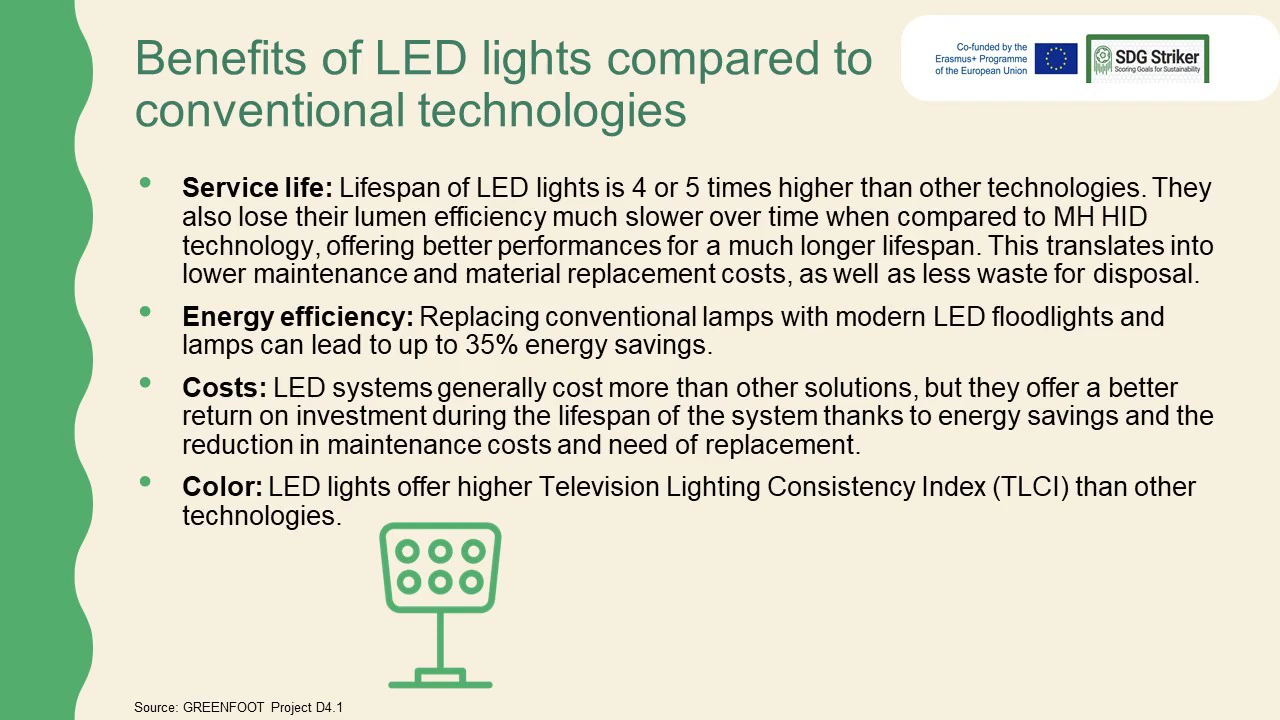 Benefits of LED lights compared to
conventional technologies
Co-funded by the
Erasmus+ Programme
of the European Union
SDG Striker
Scoring Goals for Sustainability
• Service life: Lifespan of LED lights is 4 or 5 times higher than other technologies. They
also lose their lumen efficiency much slower over time when compared to MH HID
technology, offering better performances for a much longer lifespan. This translates into
lower maintenance and material replacement costs, as well as less waste for disposal.
• Energy efficiency: Replacing conventional lamps with modern LED floodlights and
lamps can lead to up to 35% energy savings.
• Costs: LED systems generally cost more than other solutions, but they offer a better
return on investment during the lifespan of the system thanks to energy savings and the
reduction in maintenance costs and need of replacement.
• Color: LED lights offer higher Television Lighting Consistency Index (TLCI) than other
technologies.
Source: GREENFOOT Project D4.1